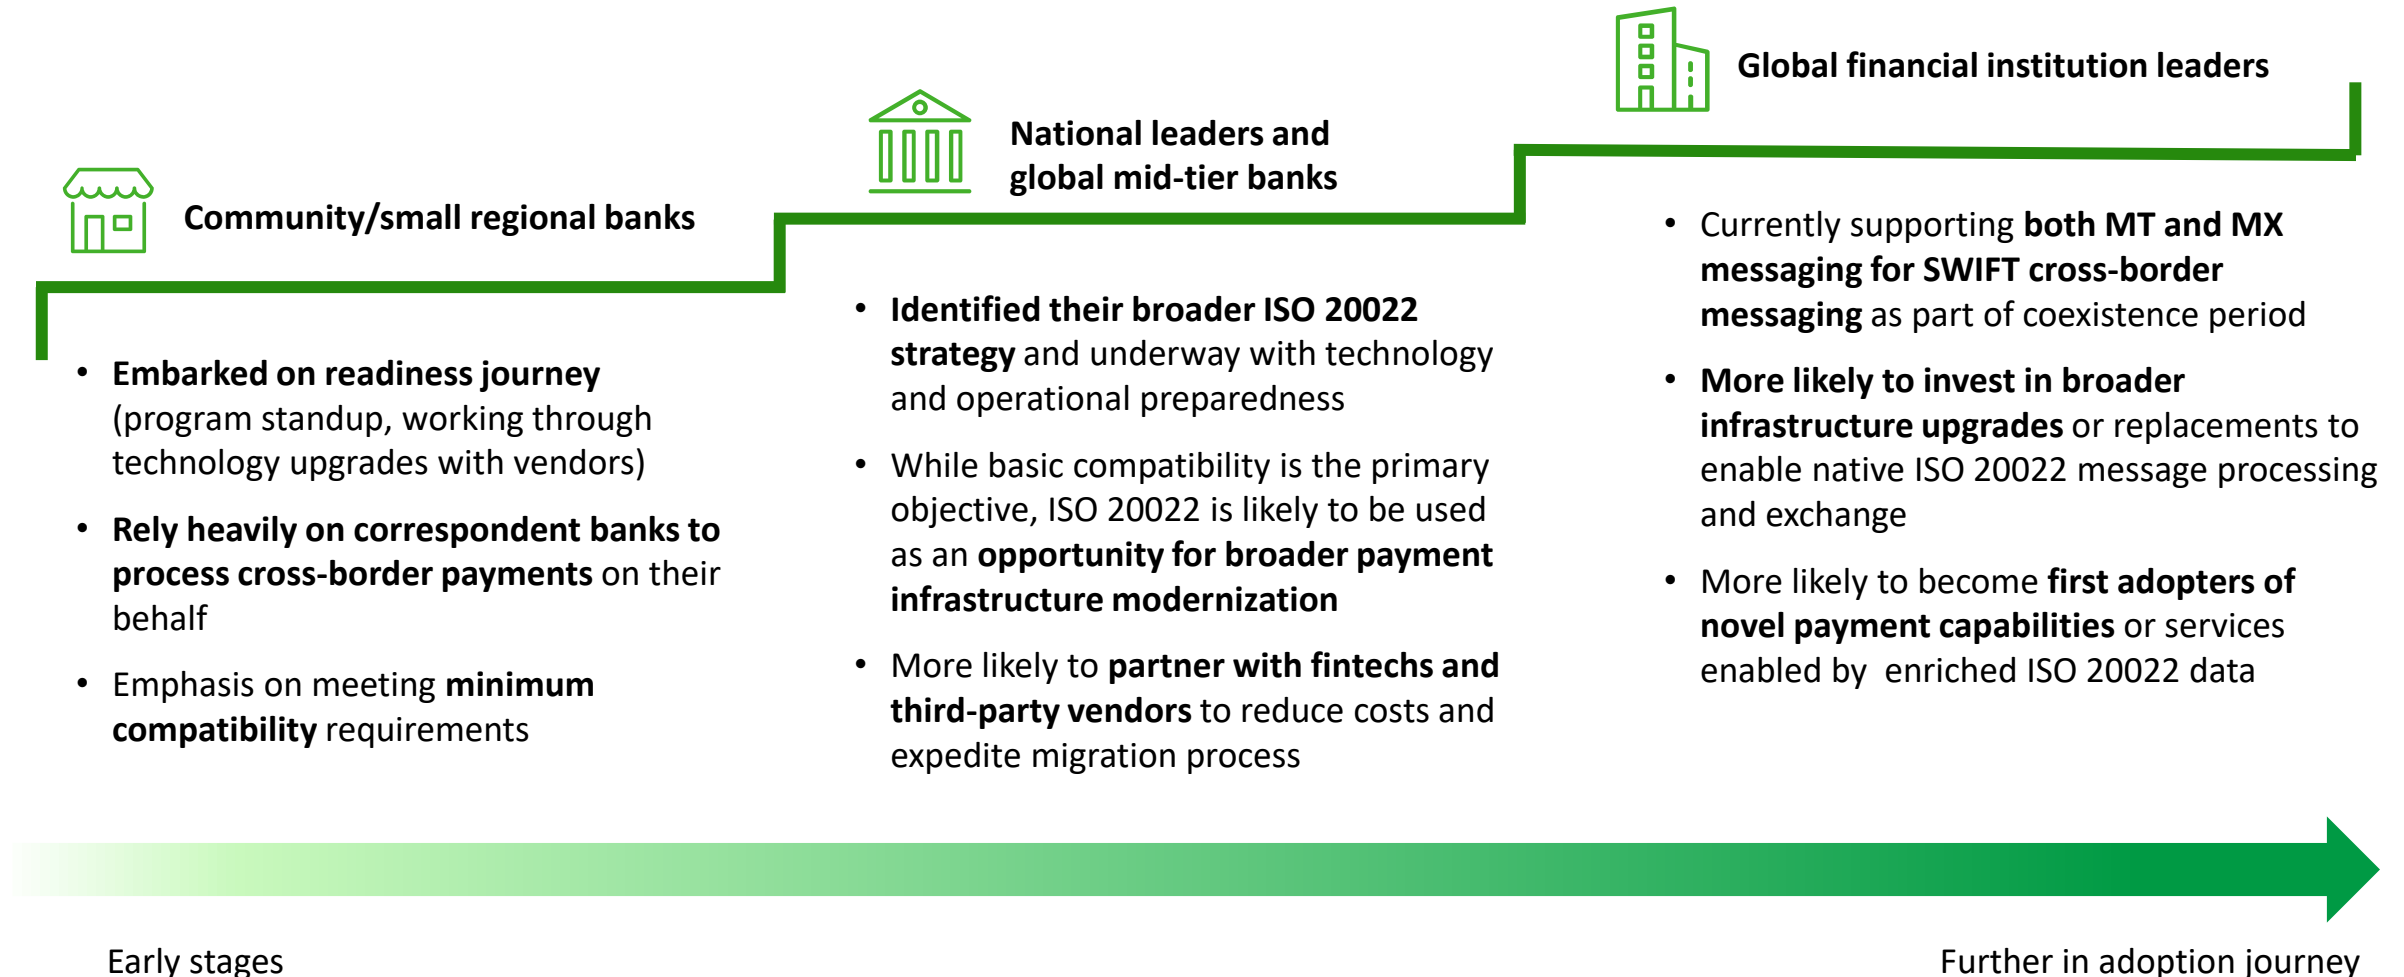 Community/small regional banks
• Embarked on readiness journey
(program standup, working through
technology upgrades with vendors)
• Rely heavily on correspondent banks to
process cross-border payments on their
behalf
• Emphasis on meeting minimum
compatibility requirements
National leaders and
global mid-tier banks
• Identified their broader ISO 20022
strategy and underway with technology
and operational preparedness
• While basic compatibility is the primary
objective, ISO 20022 is likely to be used
as an opportunity for broader payment
infrastructure modernization
• More likely to partner with fintechs and
third-party vendors to reduce costs and
expedite migration process
Global financial institution leaders
• Currently supporting both MT and MX
messaging for SWIFT cross-border
messaging as part of coexistence period
• More likely to invest in broader
infrastructure upgrades or replacements to
enable native ISO 20022 message processing
and exchange
• More likely to become first adopters of
novel payment capabilities or services
enabled by  enriched ISO 20022 data
Early stages
Further in adoption journey